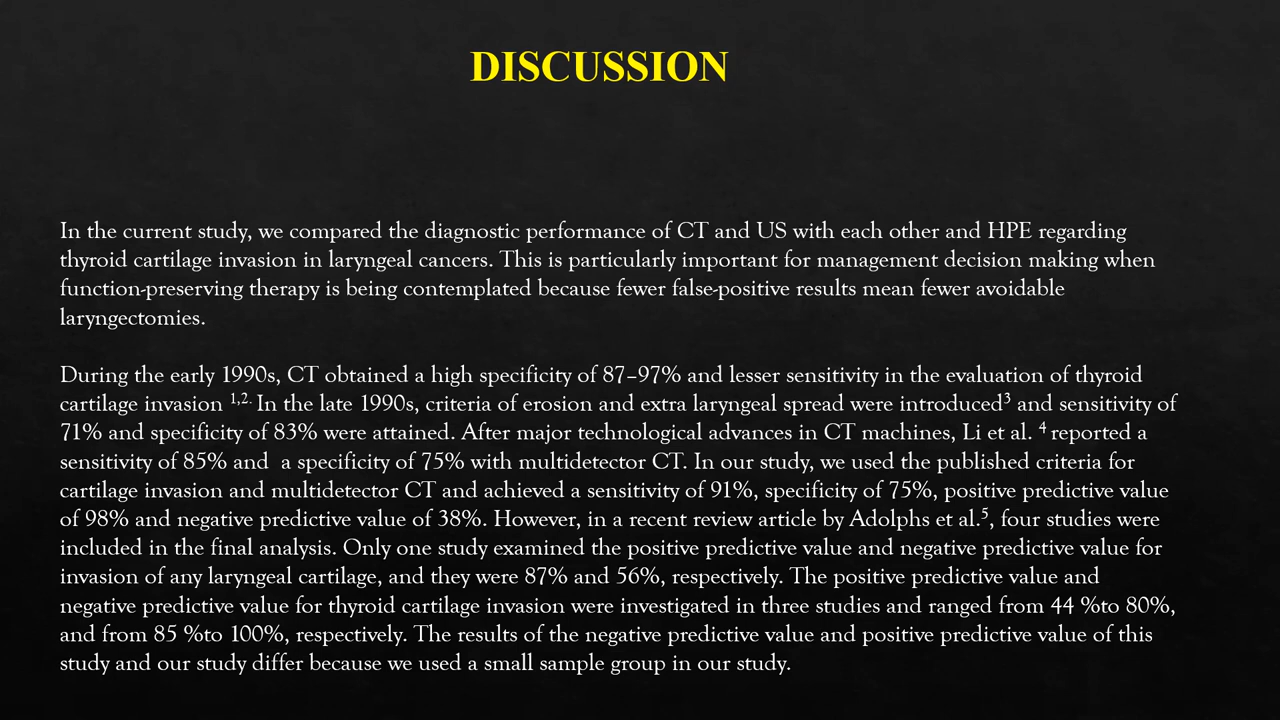 DISCUSSION
In the current study, we compared the diagnostic performance of CT and US with each other and HPE regarding
thyroid cartilage invasion in laryngeal cancers. This is particularly important for management decision making when
function-preserving therapy is being contemplated because fewer false-positive results mean fewer avoidable
laryngectomies.
During the early 1990s, CT obtained a high specificity of 87–97% and lesser sensitivity in the evaluation of thyroid
cartilage invasion 1,2. In the late 1990s, criteria of erosion and extra laryngeal spread were introduced3 and sensitivity of
71% and specificity of 83% were attained. After major technological advances in CT machines, Li et al. 4 reported a
sensitivity of 85% and  a specificity of 75% with multidetector CT. In our study, we used the published criteria for
cartilage invasion and multidetector CT and achieved a sensitivity of 91%, specificity of 75%, positive predictive value
of 98% and negative predictive value of 38%. However, in a recent review article by Adolphs et al.5, four studies were
included in the final analysis. Only one study examined the positive predictive value and negative predictive value for
invasion of any laryngeal cartilage, and they were 87% and 56%, respectively. The positive predictive value and
negative predictive value for thyroid cartilage invasion were investigated in three studies and ranged from 44 %to 80%,
and from 85 %to 100%, respectively. The results of the negative predictive value and positive predictive value of this
study and our study differ because we used a small sample group in our study.